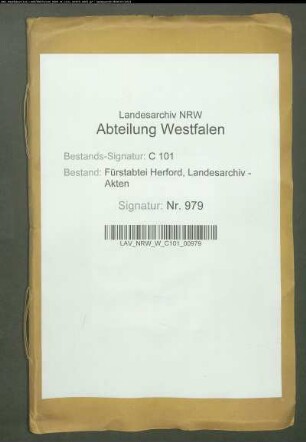 Landesarchiv NRW
Abteilung Westfalen
Bestands-Signatur: C 101
Bestand: Fürstabtei Herford, Landesarchiv -
Akten
Signatur: Nr. 979
LAV_NRW_W_C101_00979